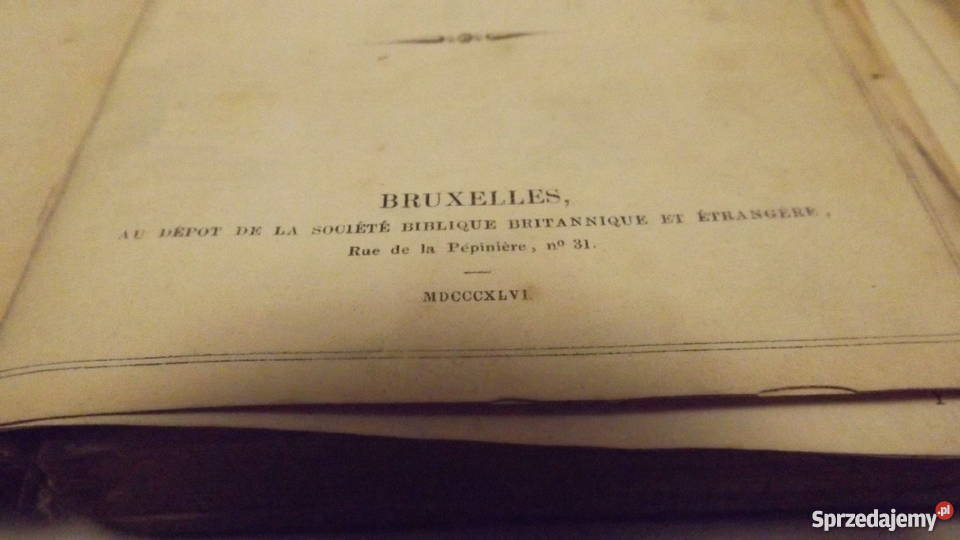 BRUXELLES,
AU DÉPOT DE LA SOCIÉTÉ BIBLIQUE BRITANNIQUE ET ÉTRANGÈRE,
Rue de la Pépinière, nº 31.
MDCCCXLVI
Sprzedajemy.pl